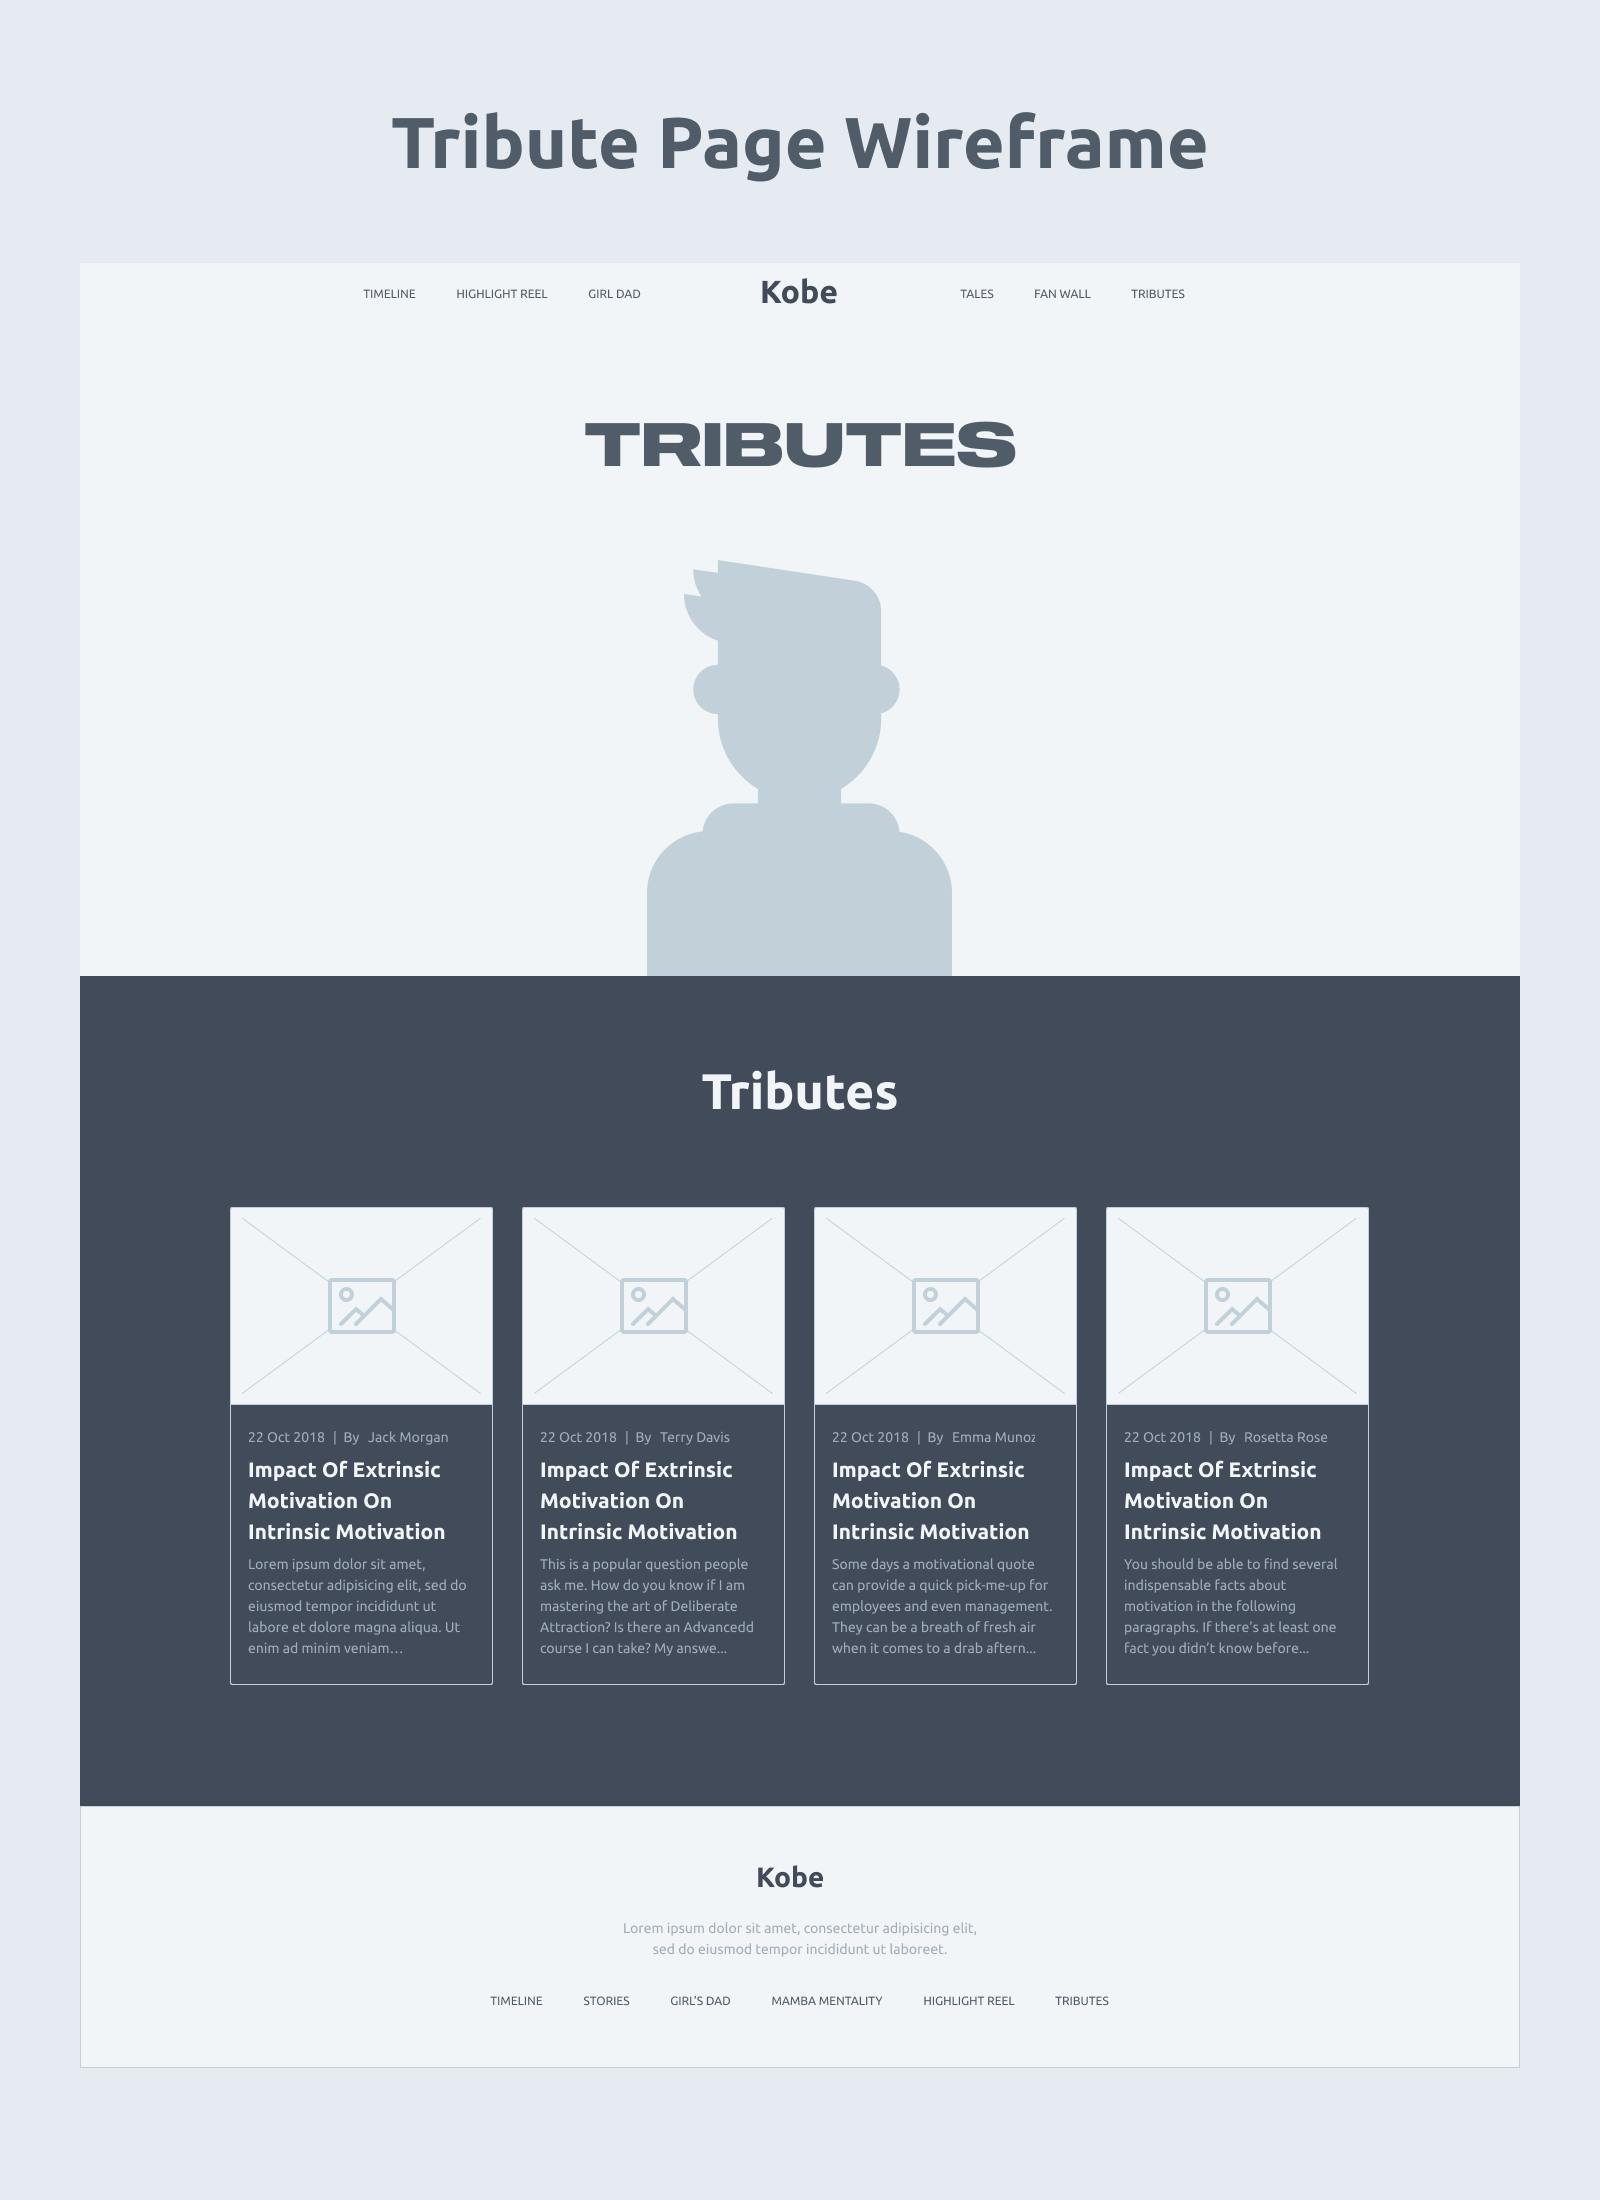 Tribute Page Wireframe
TIMELINE HIGHLIGHT REEL GIRL DAD Kobe TALES FAN WALL TRIBUTES
TRIBUTES
Tributes
22 Oct 2018 | By Jack Morgan
Impact Of Extrinsic
Motivation On
Intrinsic Motivation
Lorem ipsum dolor sit amet,
consectetur adipisicing elit, sed do
eiusmod tempor incididunt ut
labore et dolore magna aliqua. Ut
enim ad minim veniam…
22 Oct 2018 | By Terry Davis
Impact Of Extrinsic
Motivation On
Intrinsic Motivation
This is a popular question people
ask me. How do you know if I am
mastering the art of Deliberate
Attraction? Is there an Advancedd
course I can take? My answe...
22 Oct 2018 | By Emma Munoz
Impact Of Extrinsic
Motivation On
Intrinsic Motivation
Some days a motivational quote
can provide a quick pick-me-up for
employees and even management.
They can be a breath of fresh air
when it comes to a drab aftern...
22 Oct 2018 | By Rosetta Rose
Impact Of Extrinsic
Motivation On
Intrinsic Motivation
You should be able to find several
indispensable facts about
motivation in the following
paragraphs. If there’s at least one
fact you didn’t know before...
Kobe
Lorem ipsum dolor sit amet, consectetur adipisicing elit,
sed do eiusmod tempor incididunt ut laboreet.
TIMELINE STORIES GIRL’S DAD MAMBA MENTALITY HIGHLIGHT REEL TRIBUTES